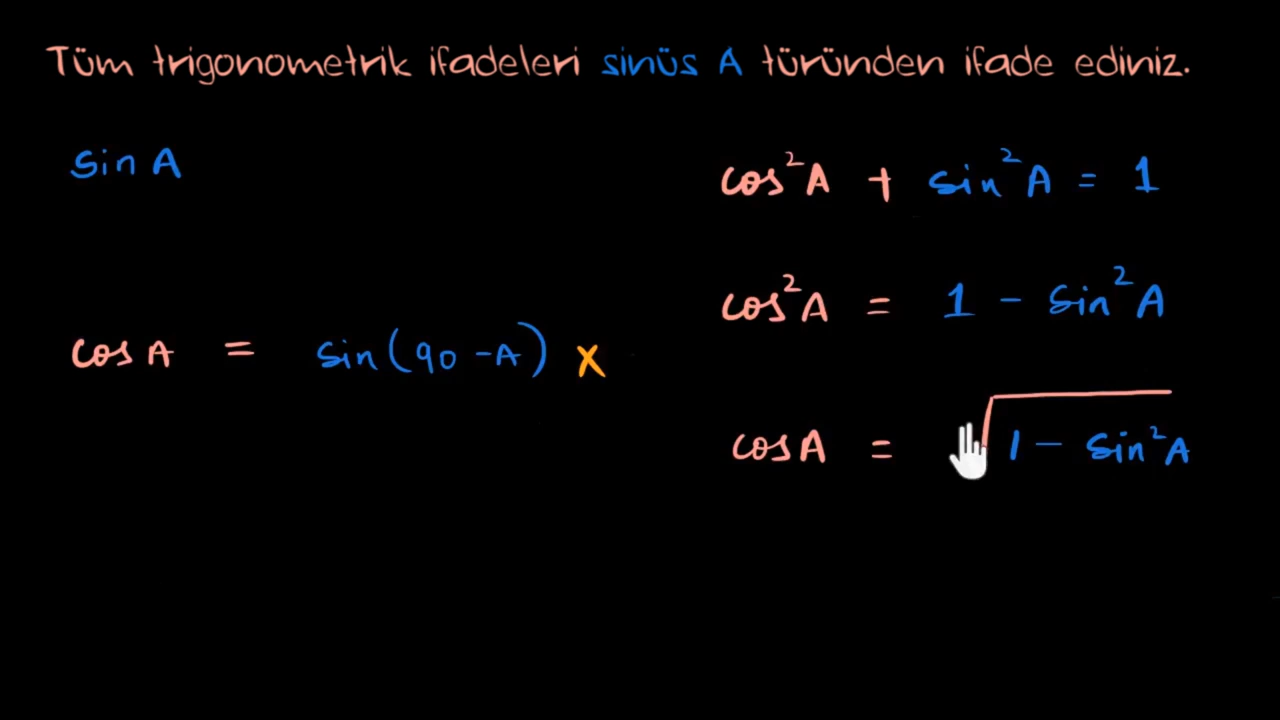 Tüm trigonometrik ifadeleri sinüs A türünden ifade ediniz.
sin A
cos²A + sin²A = 1
cos²A = 1 - sin²A
cos A = sin(90 - A) x
cos A = √1 - sin²A